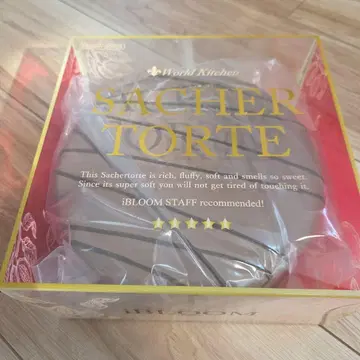 World Kitchen
SACHER
TORTE
This Sachertorte is rich, fluffy, soft and smells so sweet.
Since its super soft you will not get tired of touching it.
iBLOOM STAFF recommended!
iBLOOM